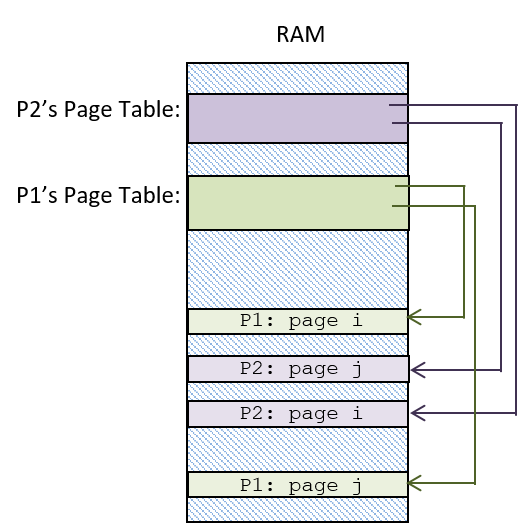 RAM
P2’s Page Table:
P1’s Page Table:
P1: page i
P2: page j
P2: page i
P1: page j